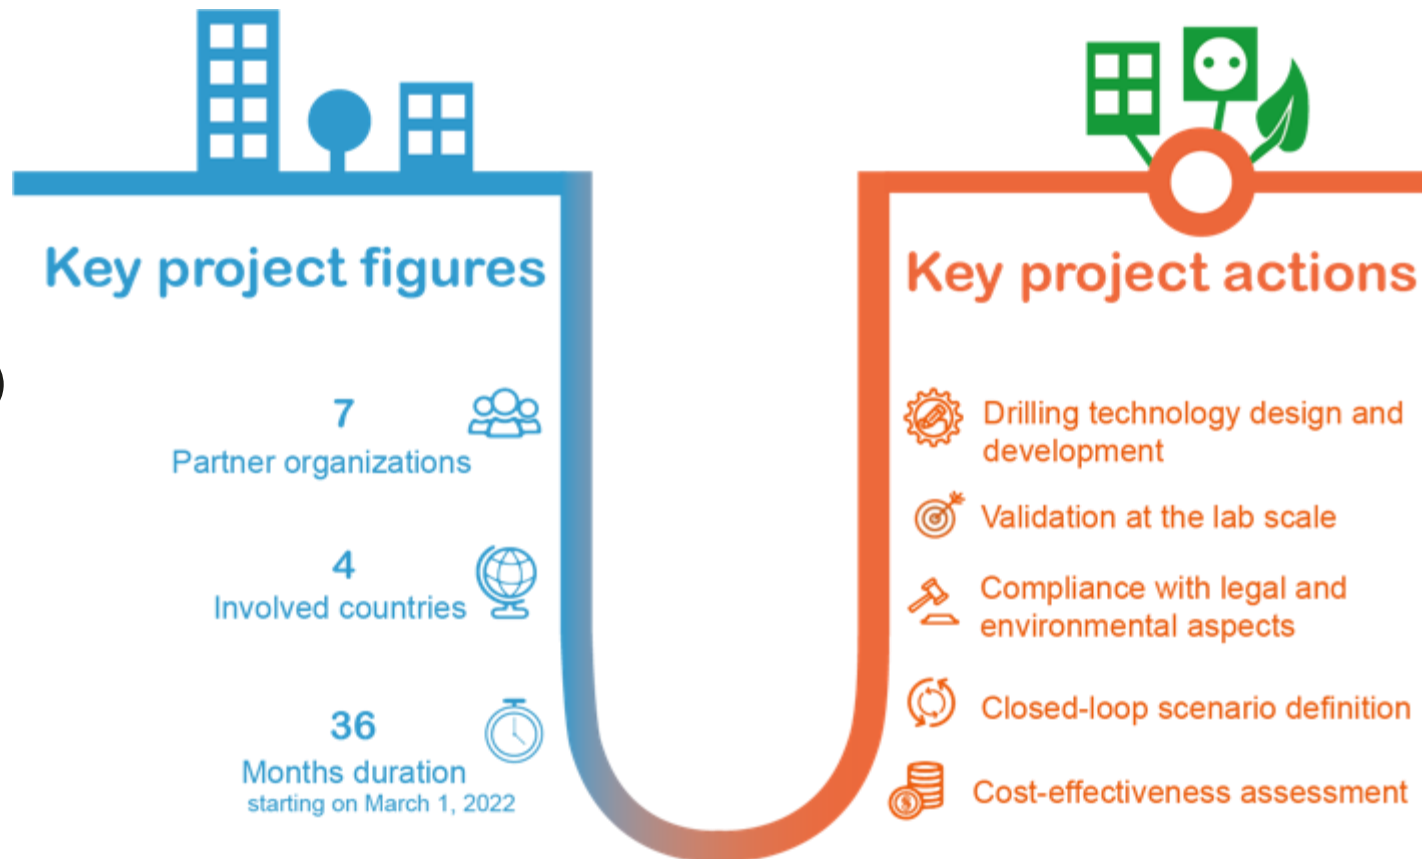 Key project figures
7
Partner organizations
4
Involved countries
36
Months duration
starting on March 1, 2022
Key project actions
Drilling technology design and
development
Validation at the lab scale
Compliance with legal and
environmental aspects
Closed-loop scenario definition
Cost-effectiveness assessment
)